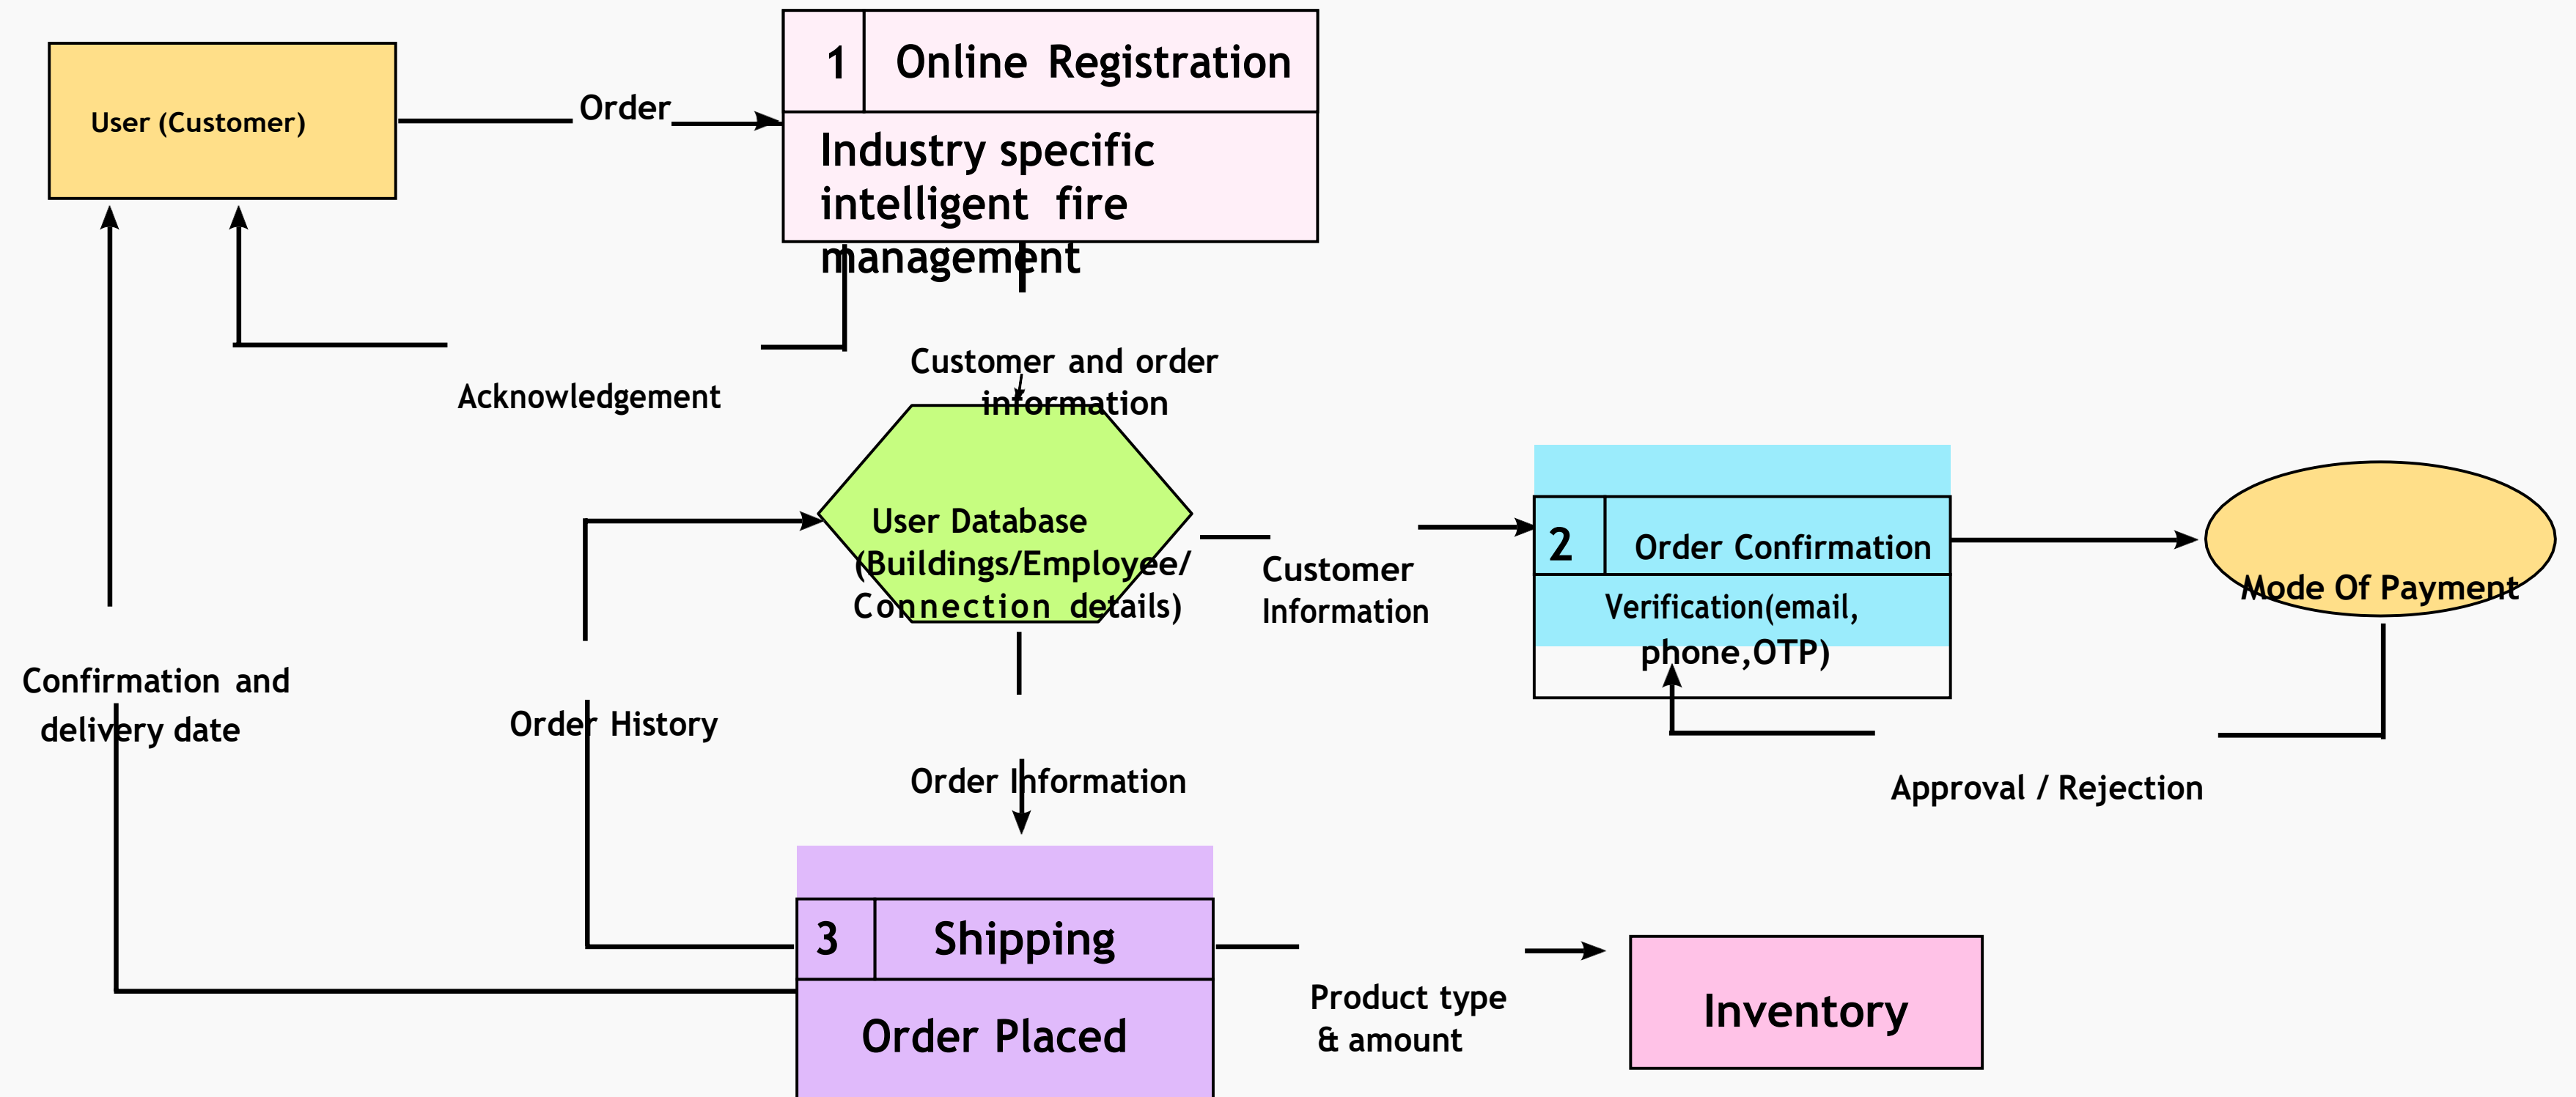 1 Online Registration
User (Customer)
Order
Industry specific
intelligent fire
management
Customer and order
information
Acknowledgement
User Database
(Buildings/Employee/
Connection details)
Customer
Information
2 Order Confirmation
Verification(email,
phone,OTP)
Mode Of Payment
Confirmation and
delivery date
Order History
Order Information
Approval / Rejection
3 Shipping
Order Placed
Product type
& amount
Inventory